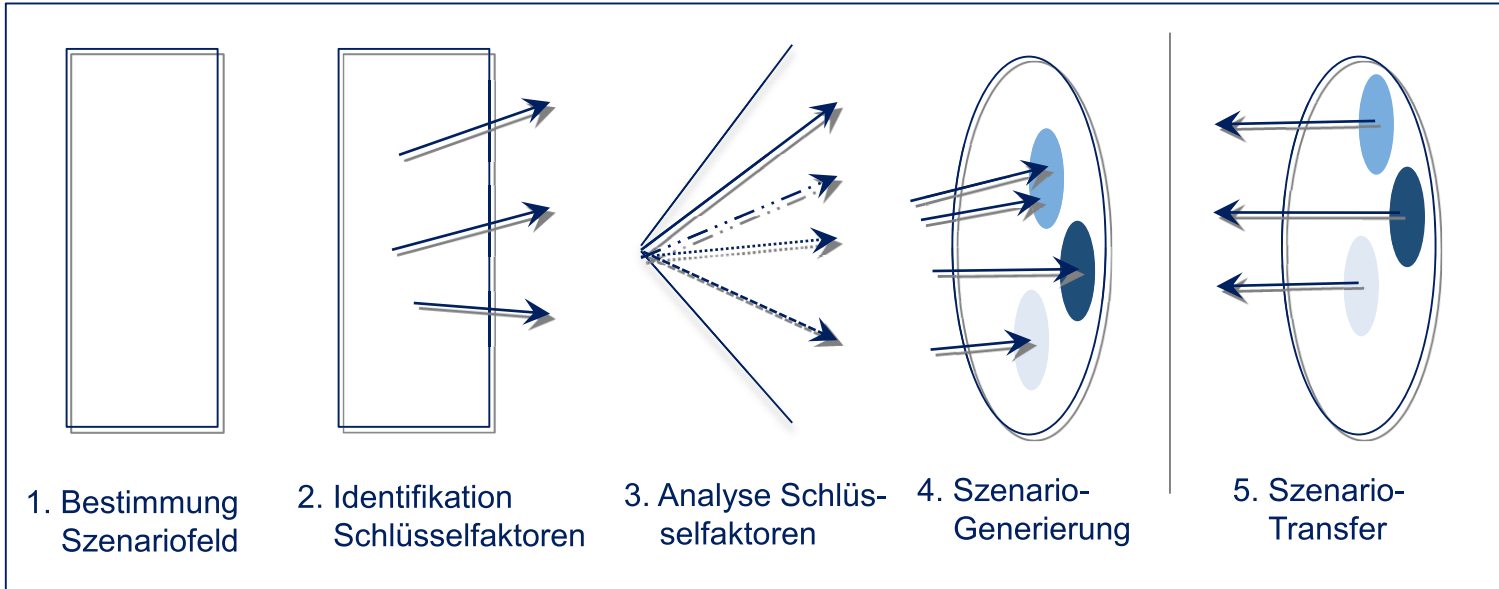 1. Bestimmung
Szenariofeld
2. Identifikation
Schlüsselfaktoren
3. Analyse Schlüs-
selfaktoren
4. Szenario-
Generierung
5. Szenario-
Transfer